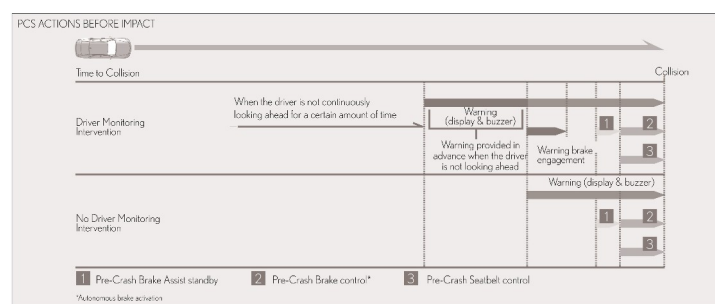 PCS ACTIONS BEFORE IMPACT
Time to Collision
Collision
When the driver is not continuously
looking ahead for a certain amount of time
Warning
(display & buzzer)
Driver Monitoring
Intervention
1
2
Warning provided in
advance when the driver
is not looking ahead
Warning brake
engagement
3
Warning (display & buzzer)
No Driver Monitoring
Intervention
1
2
3
1 Pre-Crash Brake Assist standby
2 Pre-Crash Brake control*
3 Pre-Crash Seatbelt control
*Autonomous brake activation